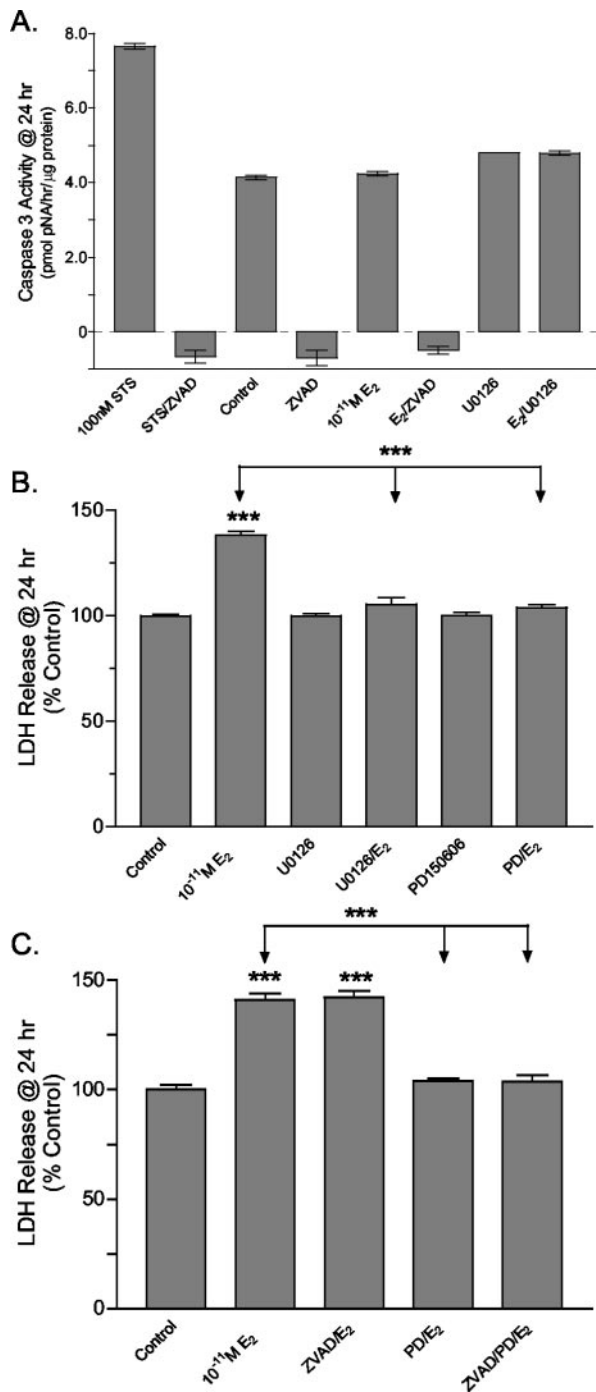 A.
Caspase 3 Activity @ 24 hr
(pmol pNA/hr/µg protein)
8.0
6.0
4.0
2.0
0
100nM STS
STS/ZVAD
Control
ZVAD
10⁻¹¹M E₂
E₂/ZVAD
U0126
E₂/U0126
B.
***
***
LDH Release @ 24 hr
(% Control)
150
100
50
0
Control
10⁻¹¹M E₂
U0126
U0126/E₂
PD150606
PD/E₂
C.
***
***
***
LDH Release @ 24 hr
(% Control)
150
100
50
0
Control
10⁻¹¹M E₂
ZVAD/E₂
PD/E₂
ZVAD/PD/E₂